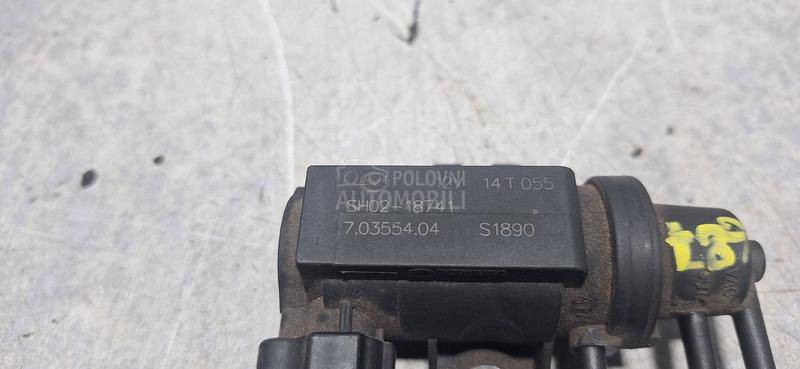 POLOVNI
AUTOMOBILI
12V 14 T 055
SH02-18741
7.03554.04 S1890